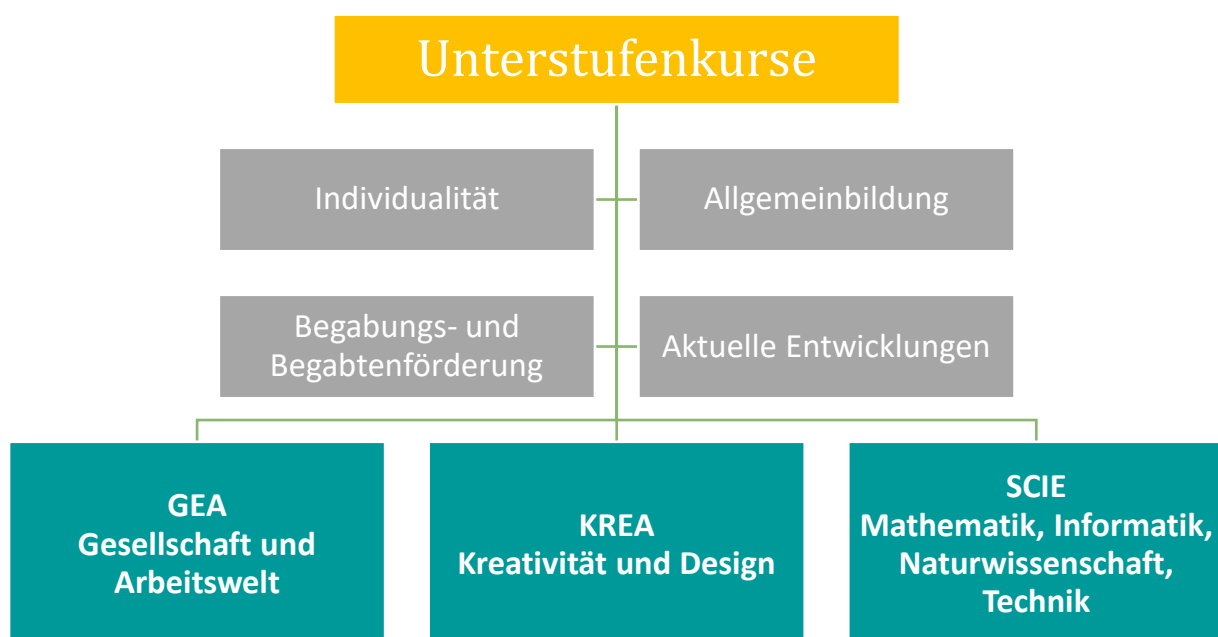 Unterstufenkurse
Individualität
Allgemeinbildung
Begabungs- und
Begabtenförderung
Aktuelle Entwicklungen
GEA
Gesellschaft und
Arbeitswelt
KREA
Kreativität und Design
SCIE
Mathematik, Informatik,
Naturwissenschaft,
Technik